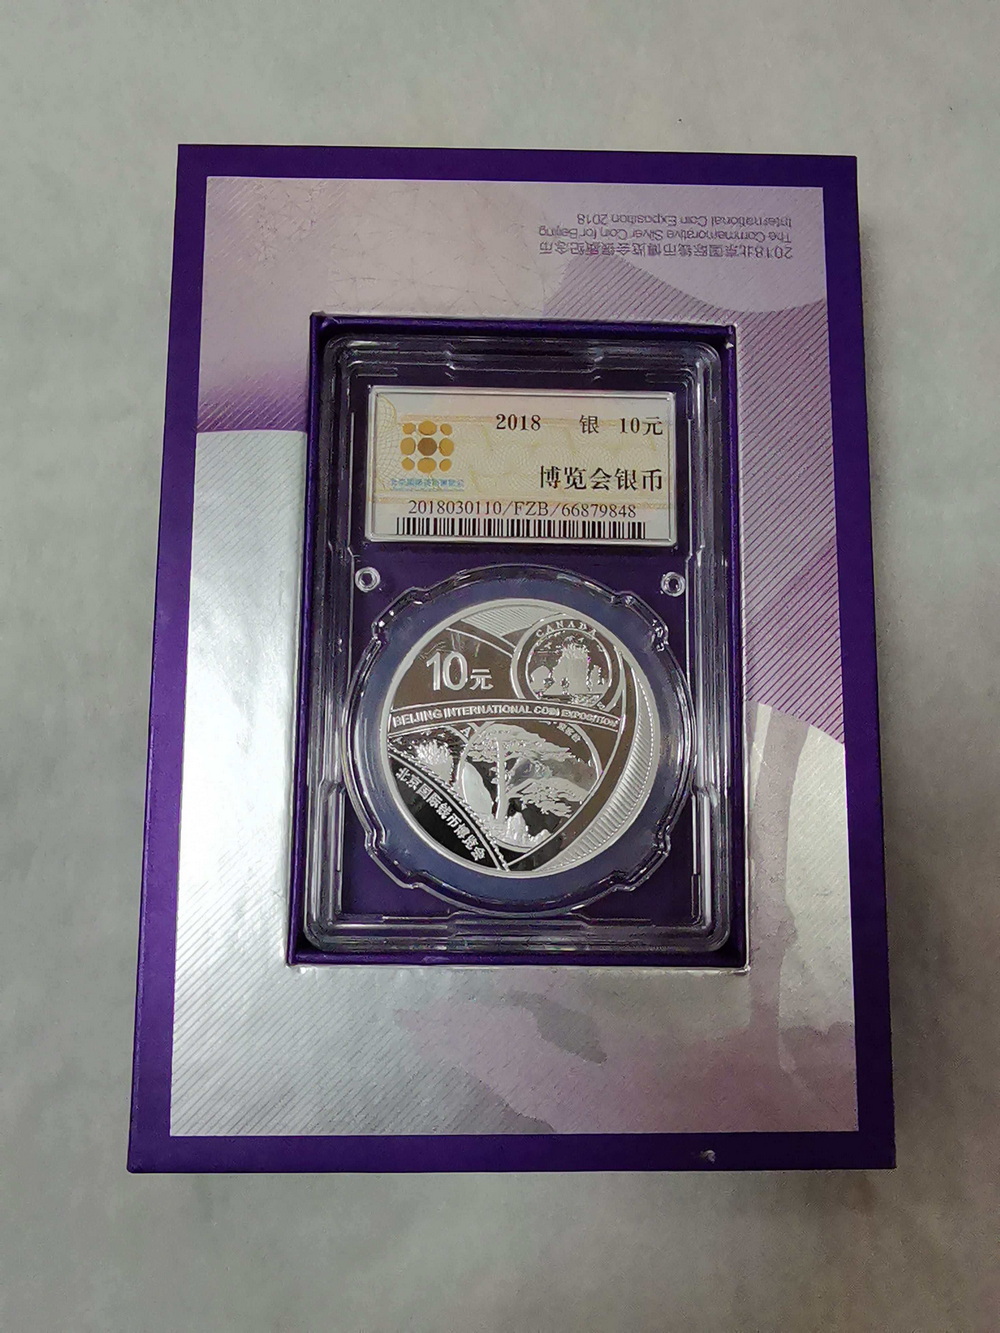 2018北京国际钱币博览会银质纪念币
The Commemorative Silver Coin for Beijing
International Coin Exposition 2018
2018 银 10元
博览会银币
2018030110/FZB/66879848
CANADA
10元
BEIJING INTERNATIONAL COIN EXPOSITION
迎客松
北京国际钱币博览会